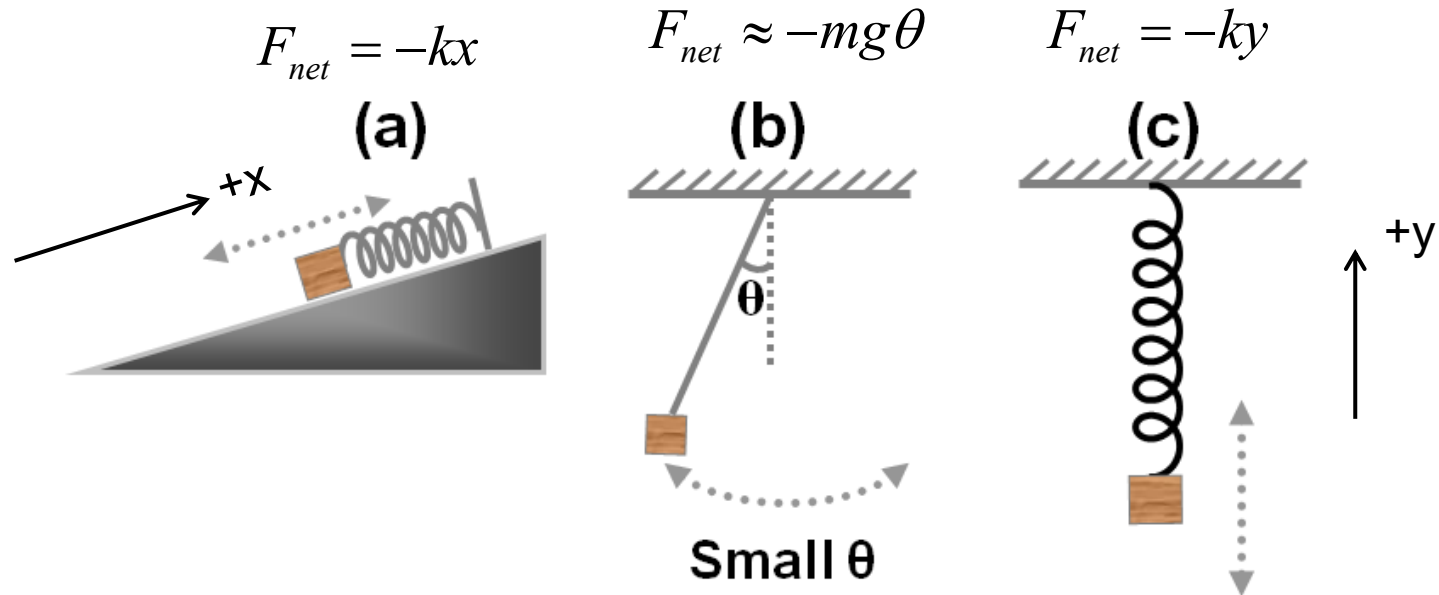 F_net = −kx
F_net ≈ −mgθ
F_net = −ky
(a)
(b)
(c)
+x
θ
+y
Small θ